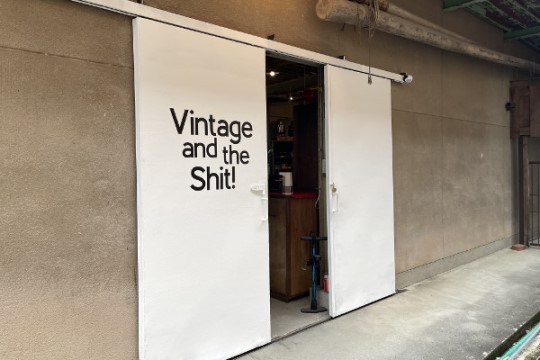 Vintage
and the
Shit!